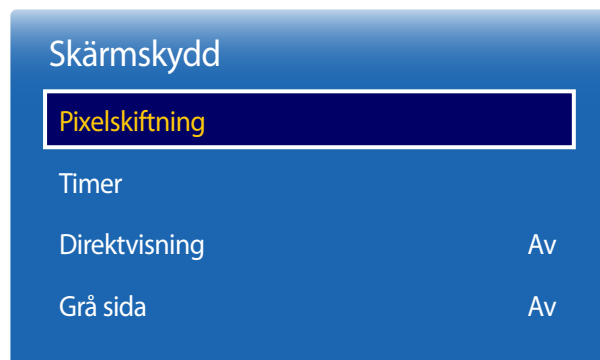 Skärmskydd
Pixelskiftning
Timer
Direktvisning Av
Grå sida Av